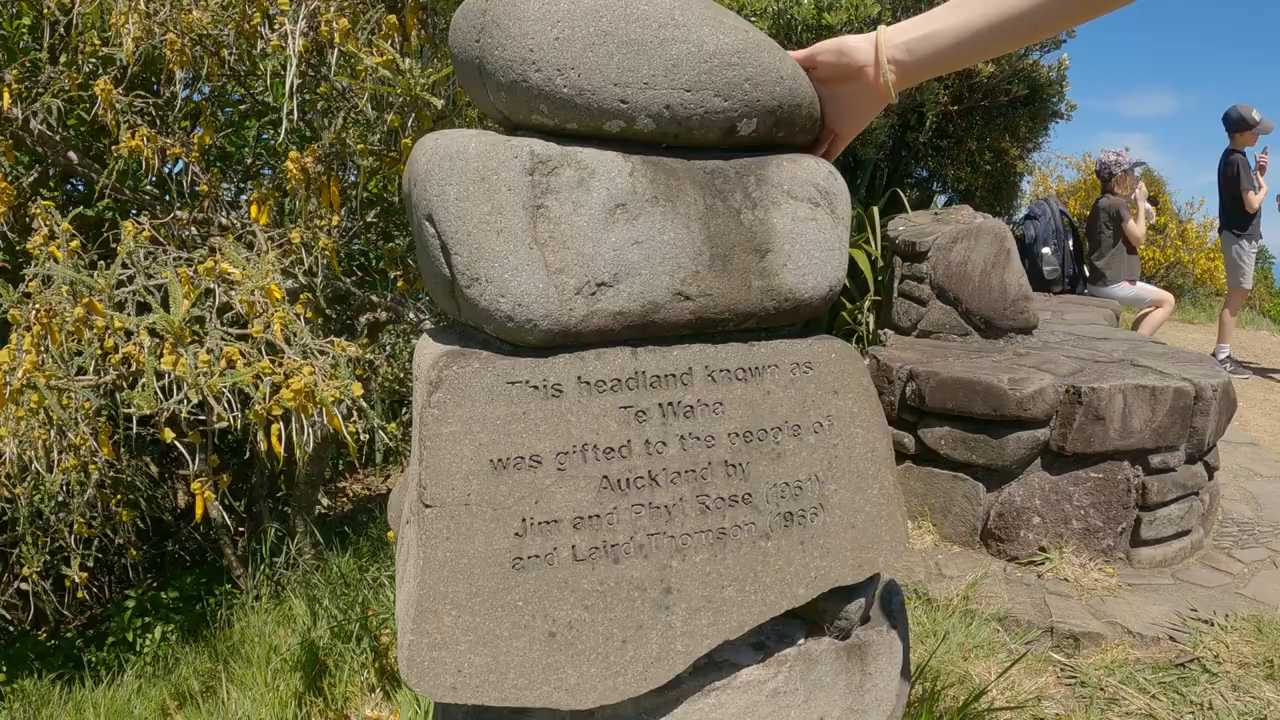 This headland known as
Te Waha
was gifted to the people of
Auckland by
Jim and Phyl Rose (1961)
and Laird Thomson (1966)